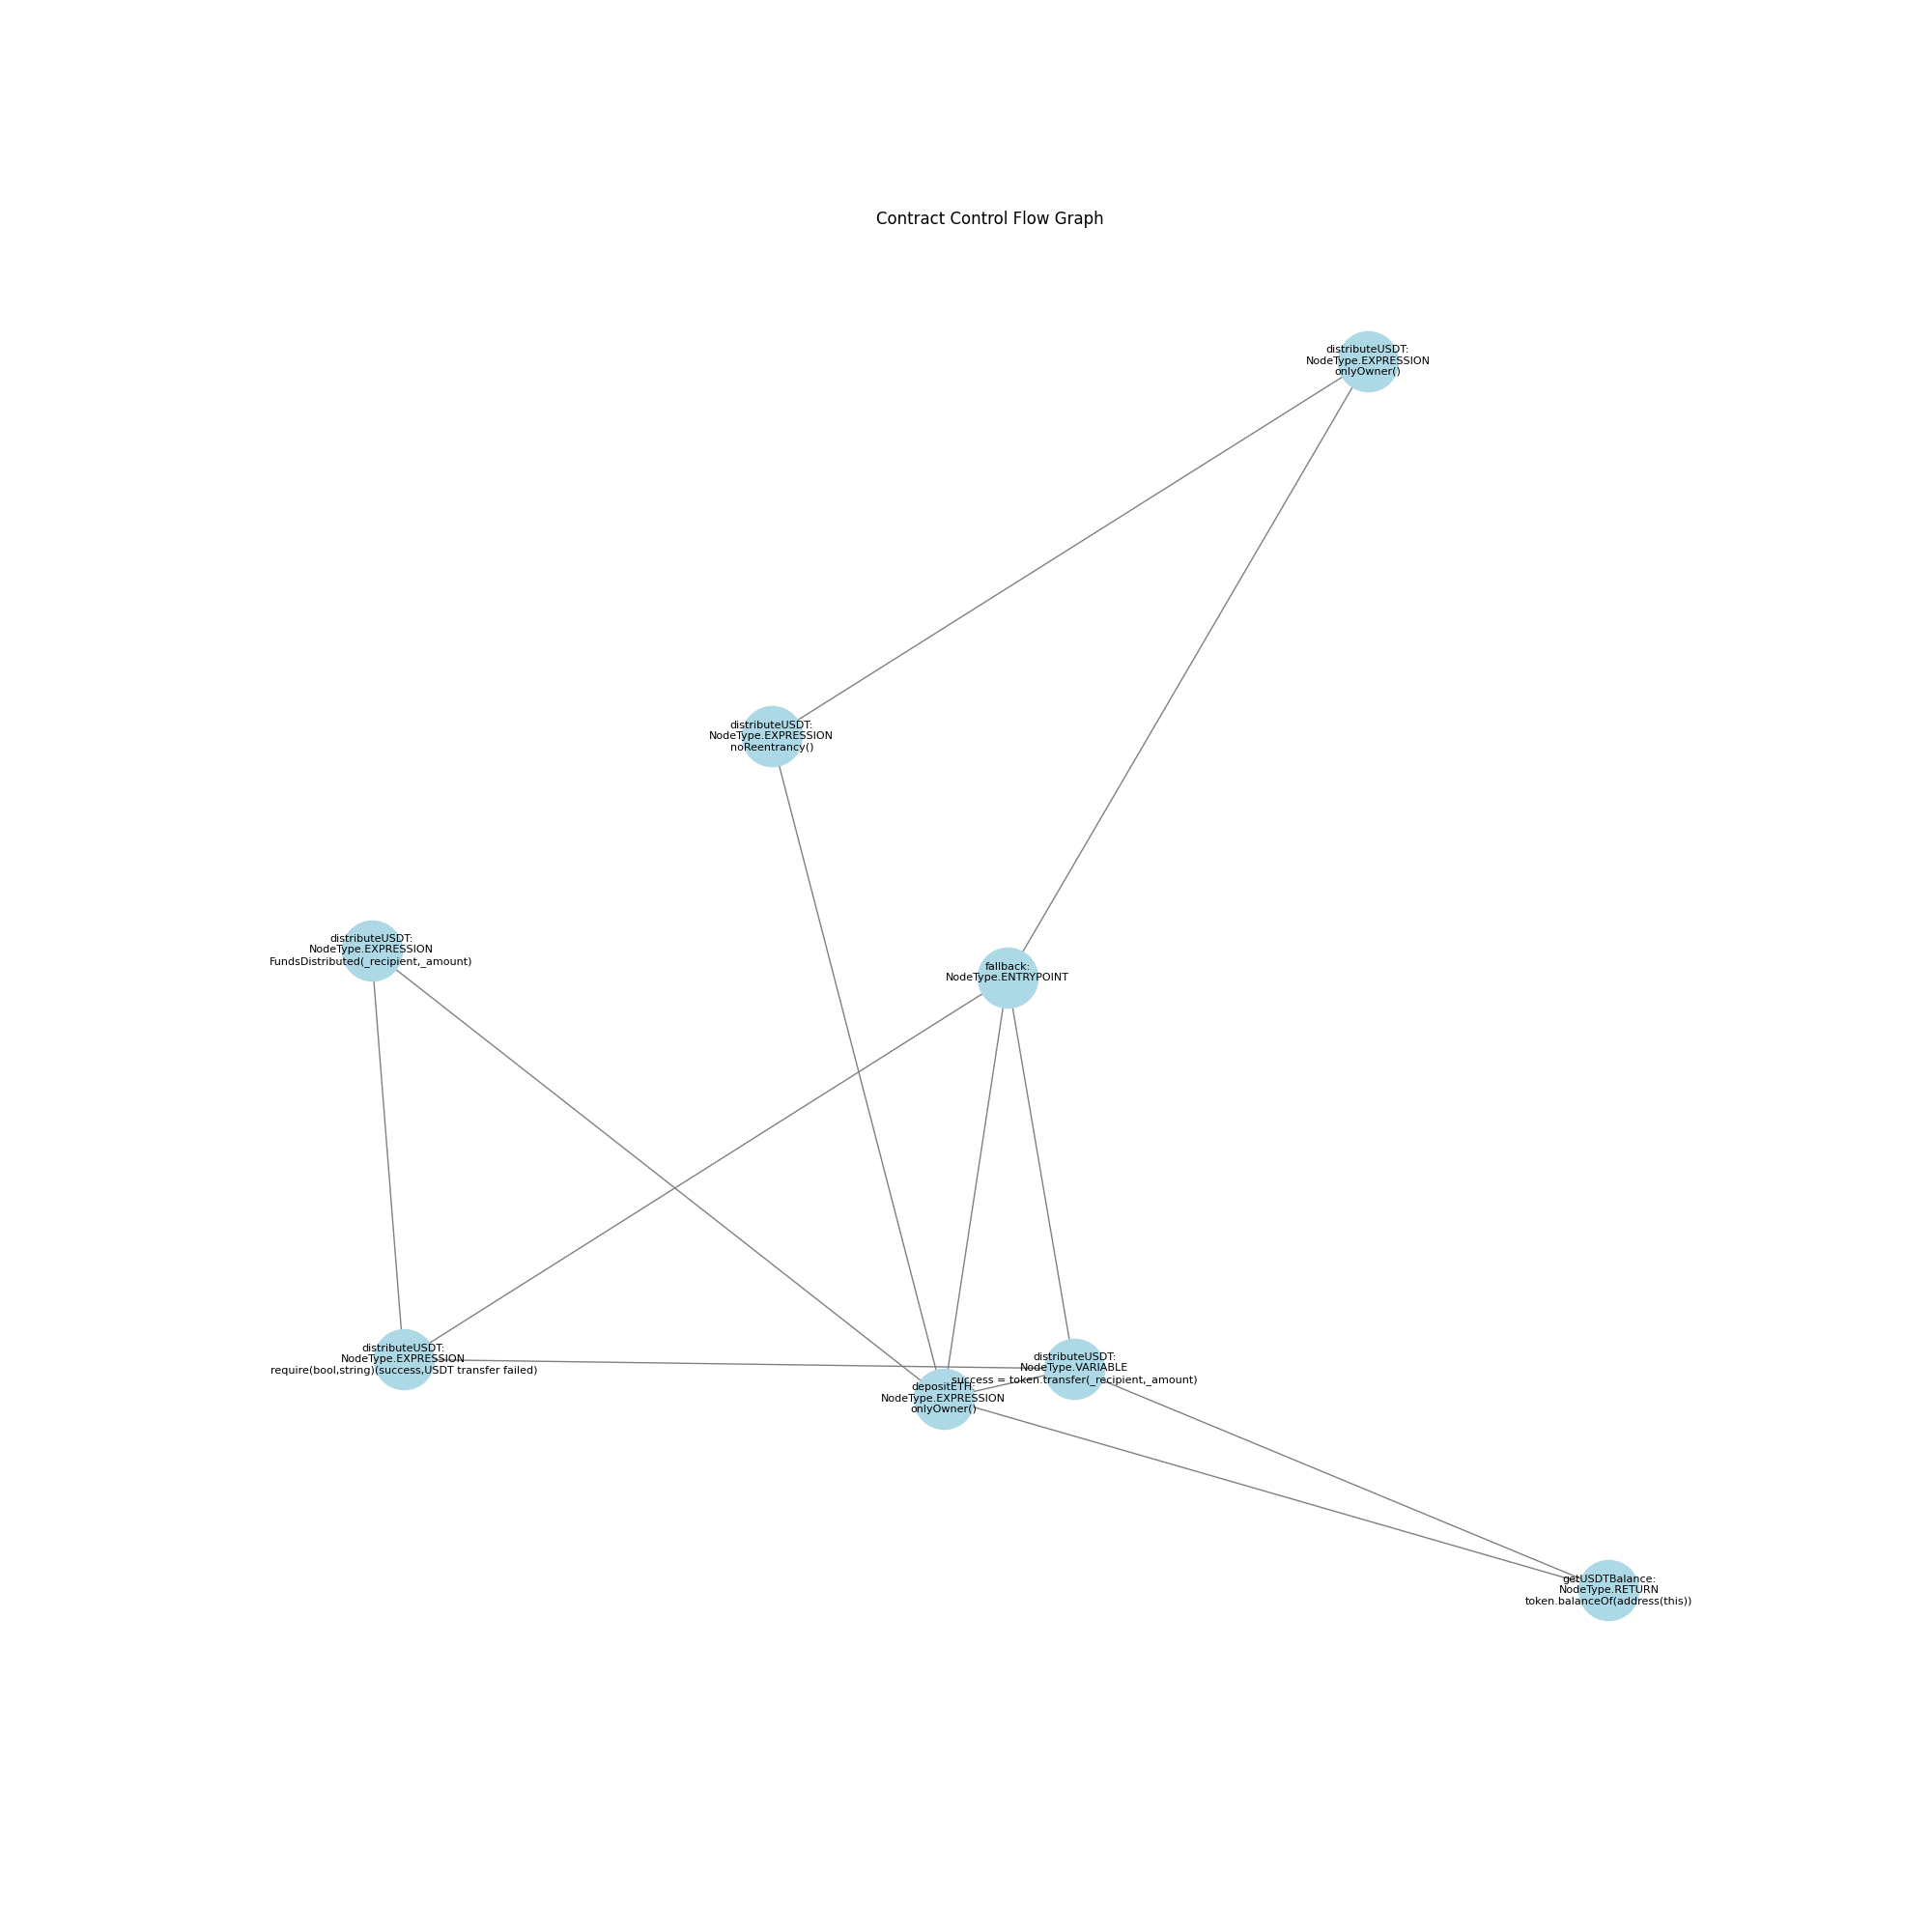 Contract Control Flow Graph
distributeUSDT:
NodeType.EXPRESSION
onlyOwner()
distributeUSDT:
NodeType.EXPRESSION
noReentrancy()
distributeUSDT:
NodeType.EXPRESSION
FundsDistributed(_recipient,_amount)
fallback:
NodeType.ENTRYPOINT
distributeUSDT:
NodeType.EXPRESSION
require(bool,string)(success,USDT transfer failed)
distributeUSDT:
NodeType.VARIABLE
success = token.transfer(_recipient,_amount)
depositETH:
NodeType.EXPRESSION
onlyOwner()
getUSDTBalance:
NodeType.RETURN
token.balanceOf(address(this))